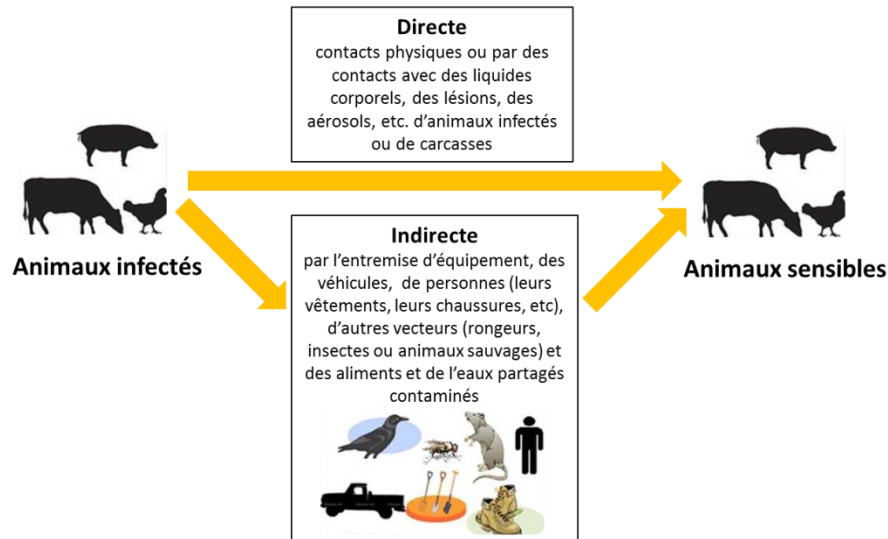 Directe
contacts physiques ou par des
contacts avec des liquides
corporels, des lésions, des
aérosols, etc. d'animaux infectés
ou de carcasses
Animaux infectés
Indirecte
par l'entremise d'équipement, des
véhicules, de personnes (leurs
vêtements, leurs chaussures, etc),
d'autres vecteurs (rongeurs,
insectes ou animaux sauvages) et
des aliments et de l'eaux partagés
contaminés
Animaux sensibles